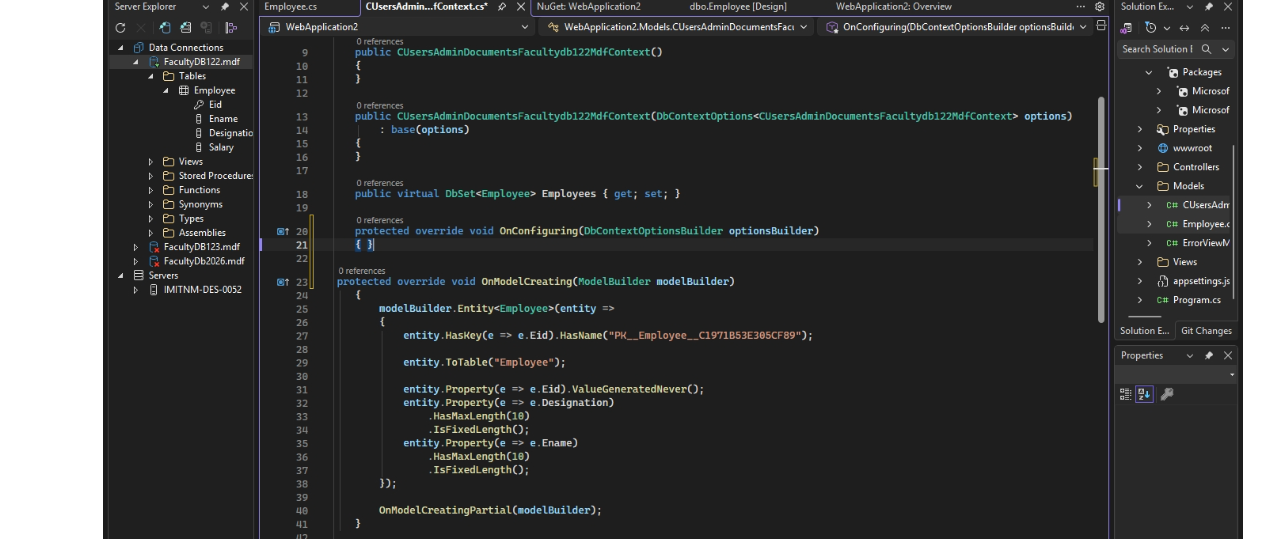 Server Explorer
Data Connections
FacultyDB122.mdf
Tables
Employee
Eid
Ename
Designatio
Salary
Views
Stored Procedures
Functions
Synonyms
Types
Assemblies
FacultyDB123.mdf
FacultyDb2026.mdf
Servers
IMITNM-DES-0052
Employee.cs
CUsersAdmin...fContext.cs*
NuGet: WebApplication2
dbo.Employee [Design]
WebApplication2: Overview
WebApplication2
WebApplication2.Models.CUsersAdminDocumentsFacu
OnConfiguring(DbContextOptionsBuilder optionsBuilde
0 references
9 public CUsersAdminDocumentsFacultydb122MdfContext()
10 {
11 }
12
0 references
13 public CUsersAdminDocumentsFacultydb122MdfContext(DbContextOptions<CUsersAdminDocumentsFacultydb122MdfContext> options)
14 : base(options)
15 {
16 }
17
0 references
18 public virtual DbSet<Employee> Employees { get; set; }
19
0 references
20 protected override void OnConfiguring(DbContextOptionsBuilder optionsBuilder)
21 { }
22
0 references
23 protected override void OnModelCreating(ModelBuilder modelBuilder)
24 {
25 modelBuilder.Entity<Employee>(entity =>
26 {
27 entity.HasKey(e => e.Eid).HasName("PK__Employee__C1971B53E305CF89");
28
29 entity.ToTable("Employee");
30
31 entity.Property(e => e.Eid).ValueGeneratedNever();
32 entity.Property(e => e.Designation)
33 .HasMaxLength(10)
34 .IsFixedLength();
35 entity.Property(e => e.Ename)
36 .HasMaxLength(10)
37 .IsFixedLength();
38 });
39
40 OnModelCreatingPartial(modelBuilder);
41 }
42
Solution Ex...
Search Solution E
Packages
Microsof
Microsof
Properties
wwwroot
Controllers
Models
C# CUsersAdm
C# Employee.c
C# ErrorViewM
Views
appsettings.js
C# Program.cs
Solution E...
Git Changes
Properties